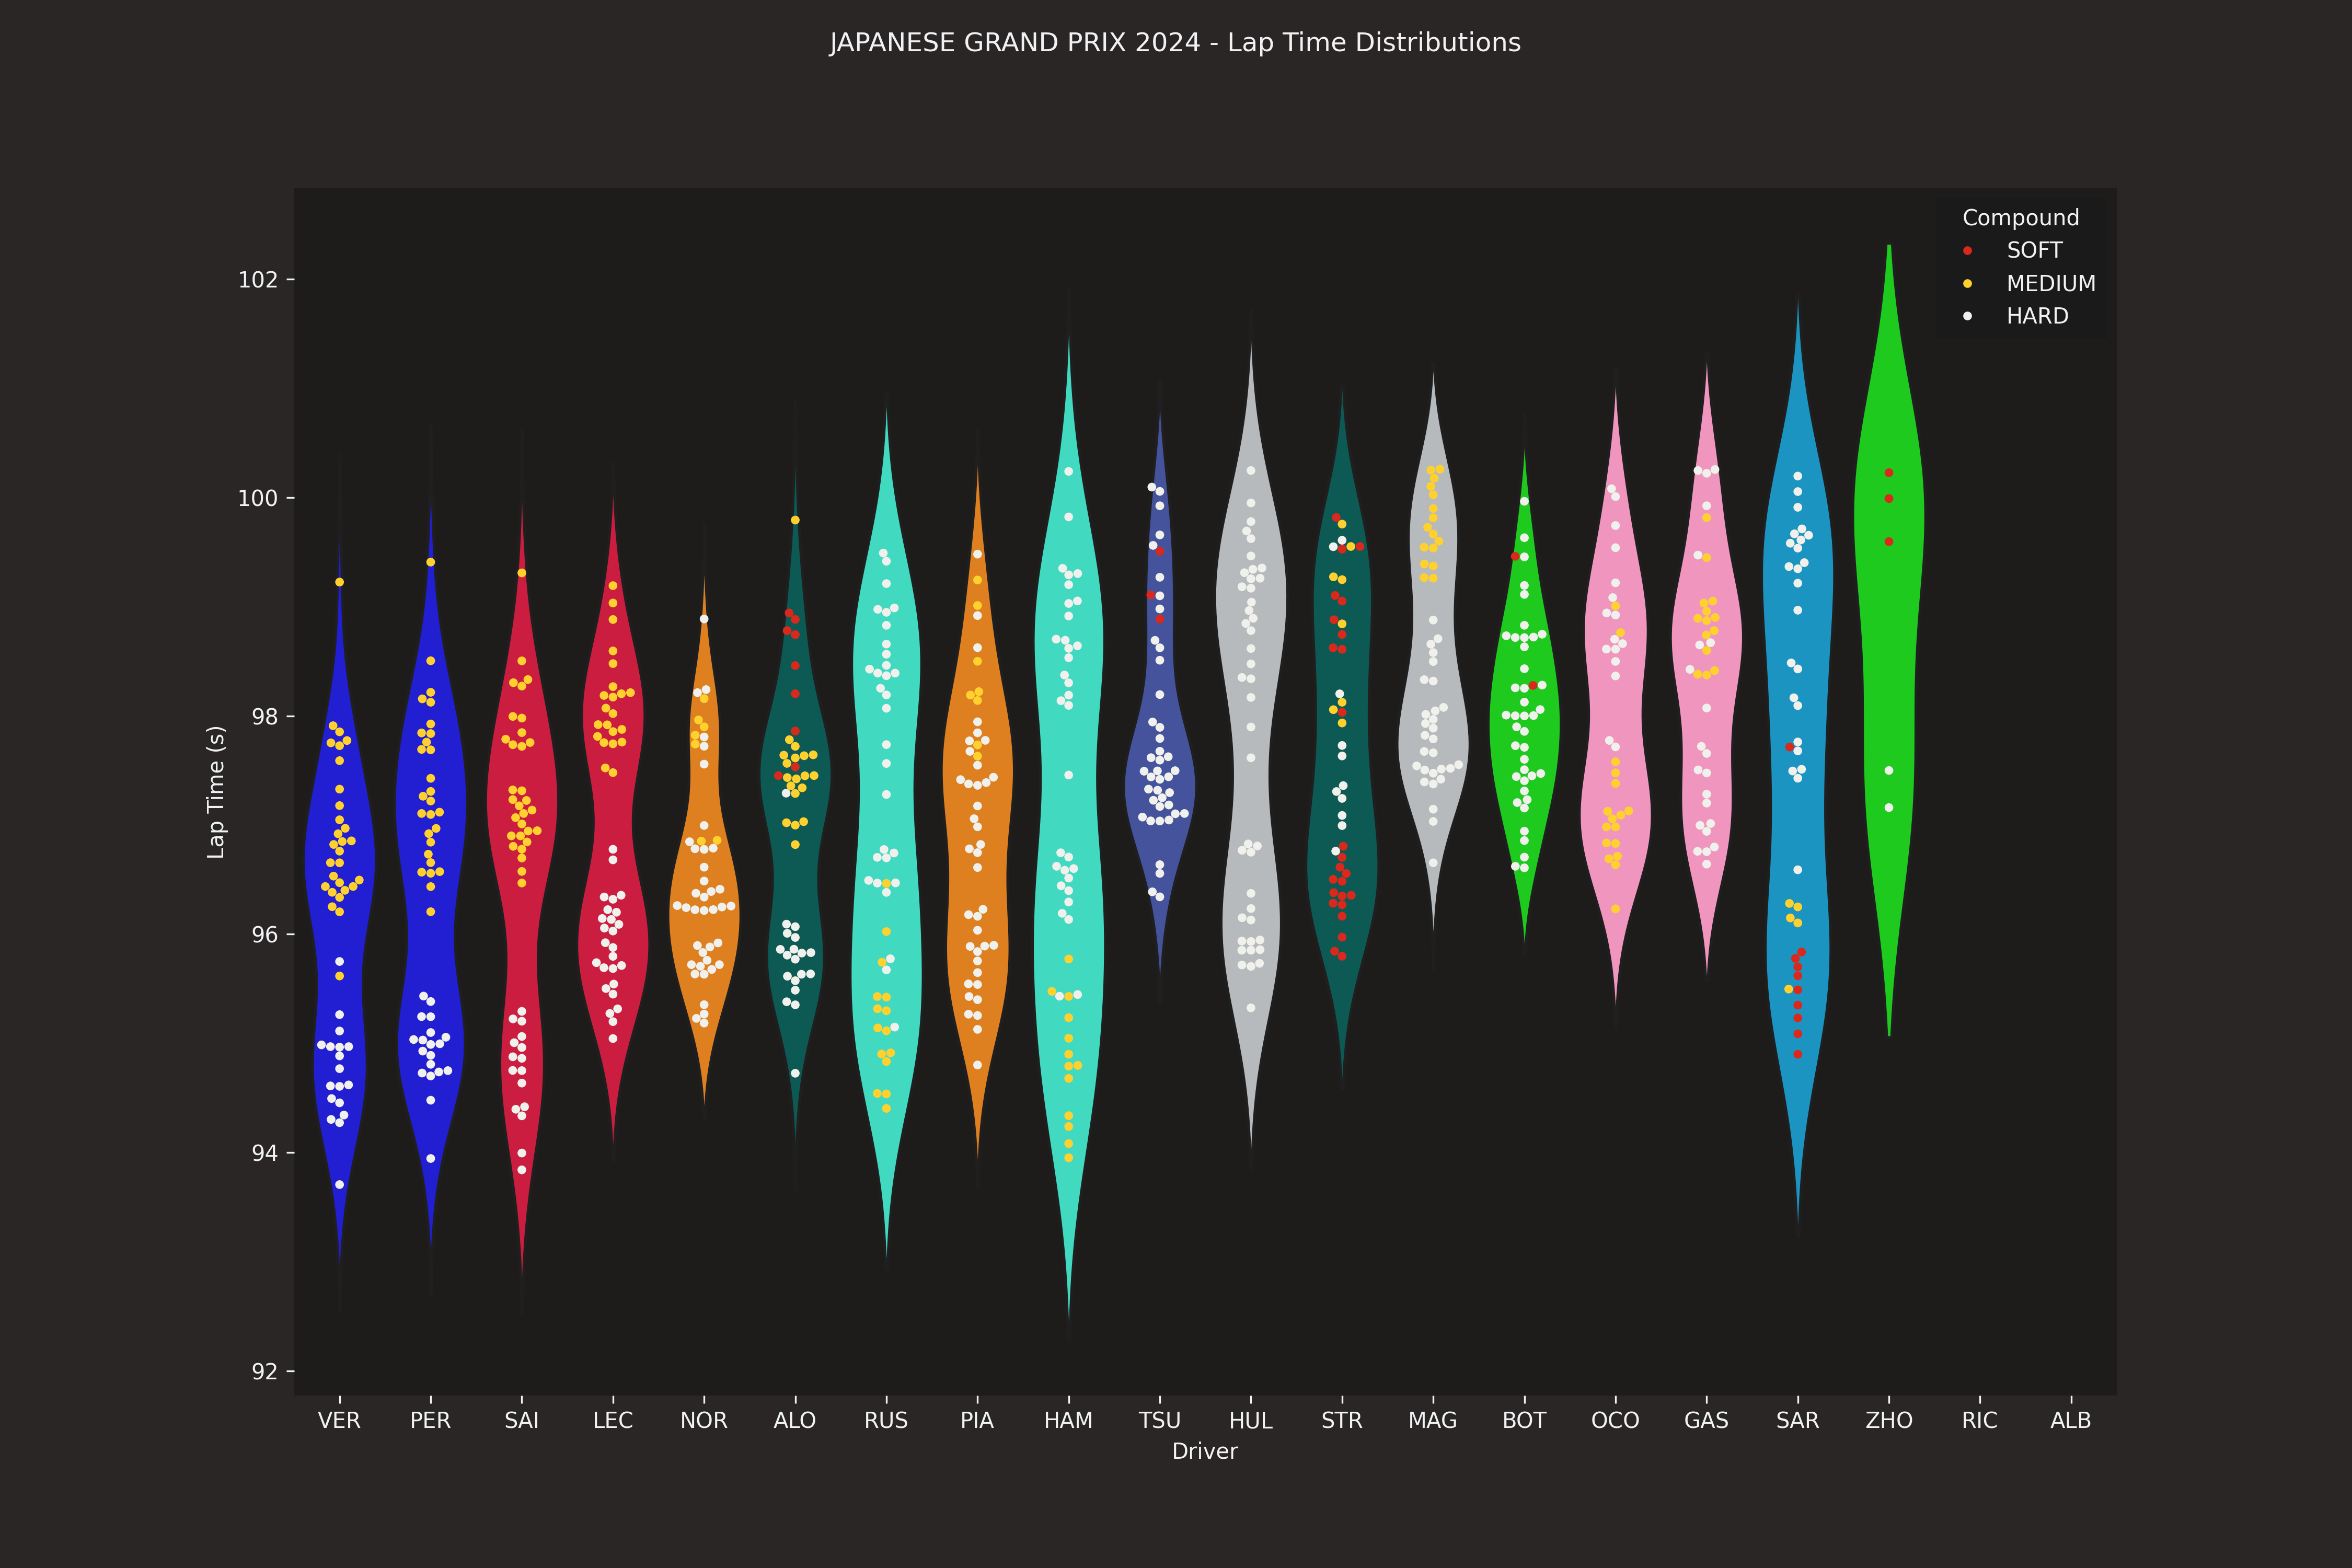 JAPANESE GRAND PRIX 2024 - Lap Time Distributions
Compound
SOFT
MEDIUM
HARD
Lap Time (s)
102
100
98
96
94
92
VER PER SAI LEC NOR ALO RUS PIA HAM TSU HUL STR MAG BOT OCO GAS SAR ZHO RIC ALB
Driver